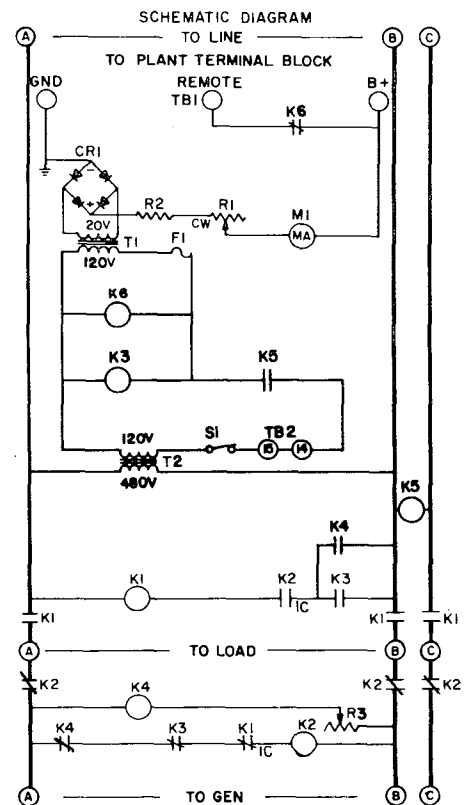 SCHEMATIC DIAGRAM
A TO LINE B C
TO PLANT TERMINAL BLOCK
GND REMOTE B+
TB1
K6
CR1
-
+
R2 R1
CW
M1
MA
20V
T1 F1
120V
K6
K3 K5
120V S1 TB2
15 14
T2
480V
K5
K4
K1 K2 K3
1C
K1 K1 K1
A TO LOAD B C
K2 K4 K2 K2
R3
K4 K3 K1 K2
1C
A TO GEN B C